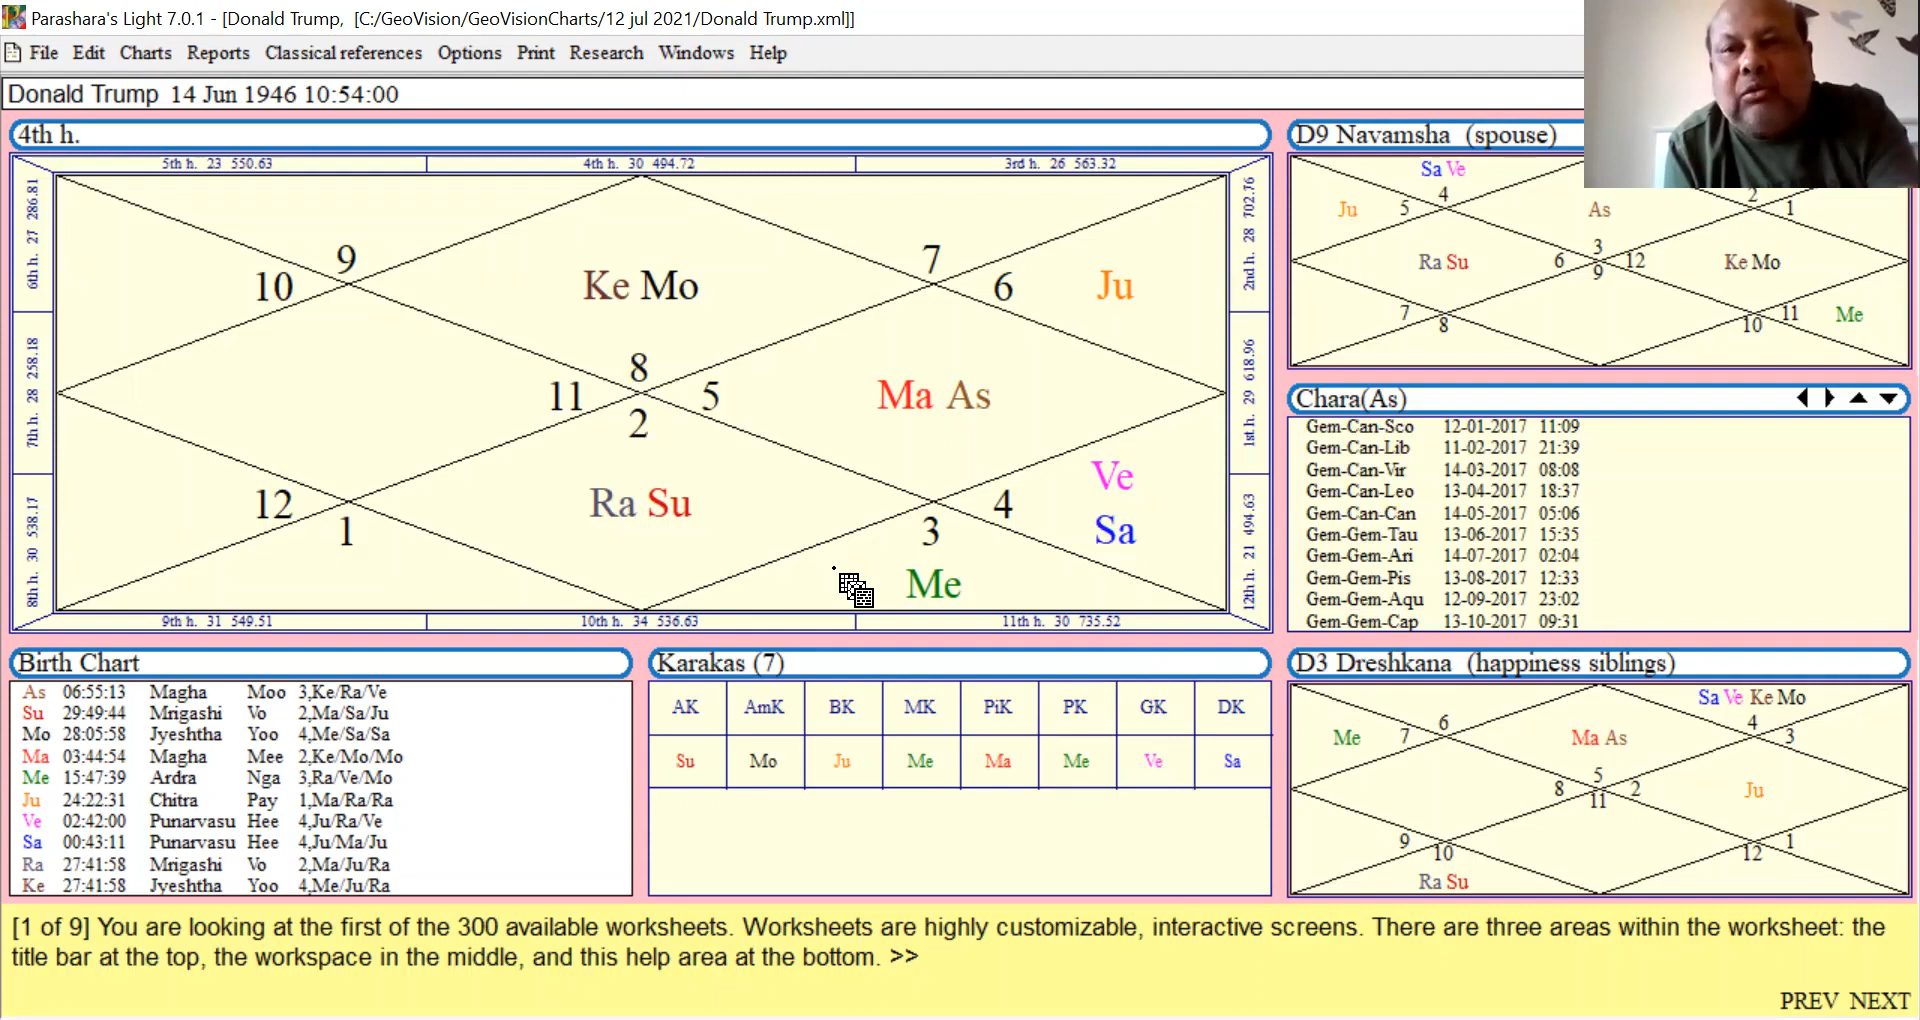 Parashara's Light 7.0.1 - [Donald Trump,  [C:/GeoVision/GeoVisionCharts/12 jul 2021/Donald Trump.xml]]
File Edit Charts Reports Classical references Options Print Research Windows Help
Donald Trump 14 Jun 1946 10:54:00
4th h.
5th h. 23 550.63
4th h. 30 494.72
3rd h. 26 563.32
6th h. 27 286.81
7th h. 28 258.18
8th h. 30 538.17
2nd h. 28 702.76
1st h. 29 618.96
12th h. 21 494.63
9 7
10 Ke Mo 6 Ju
8
11 5 Ma As
2
Ve
12 Ra Su 4
1 3 Sa
Me
9th h. 31 549.51
10th h. 34 536.63
11th h. 30 735.52
D9 Navamsha (spouse)
Sa Ve
4 2
Ju 5 As 1
3
Ra Su 6 12 Ke Mo
9
7 11 Me
8 10
Chara(As)
Gem-Can-Sco 12-01-2017 11:09
Gem-Can-Lib 11-02-2017 21:39
Gem-Can-Vir 14-03-2017 08:08
Gem-Can-Leo 13-04-2017 18:37
Gem-Can-Can 14-05-2017 05:06
Gem-Gem-Tau 13-06-2017 15:35
Gem-Gem-Ari 14-07-2017 02:04
Gem-Gem-Pis 13-08-2017 12:33
Gem-Gem-Aqu 12-09-2017 23:02
Gem-Gem-Cap 13-10-2017 09:31
Birth Chart
As 06:55:13 Magha Moo 3,Ke/Ra/Ve
Su 29:49:44 Mrigashi Vo 2,Ma/Sa/Ju
Mo 28:05:58 Jyeshtha Yoo 4,Me/Sa/Sa
Ma 03:44:54 Magha Mee 2,Ke/Mo/Mo
Me 15:47:39 Ardra Nga 3,Ra/Ve/Mo
Ju 24:22:31 Chitra Pay 1,Ma/Ra/Ra
Ve 02:42:00 Punarvasu Hee 4,Ju/Ra/Ve
Sa 00:43:11 Punarvasu Hee 4,Ju/Ma/Ju
Ra 27:41:58 Mrigashi Vo 2,Ma/Ju/Ra
Ke 27:41:58 Jyeshtha Yoo 4,Me/Ju/Ra
Karakas (7)
AK AmK BK MK PiK PK GK DK
Su Mo Ju Me Ma Me Ve Sa
D3 Dreshkana (happiness siblings)
Sa Ve Ke Mo
6 4
Me 7 Ma As 3
5
8 2 Ju
11
9 1
10 12
Ra Su
[1 of 9] You are looking at the first of the 300 available worksheets. Worksheets are highly customizable, interactive screens. There are three areas within the worksheet: the
title bar at the top, the workspace in the middle, and this help area at the bottom. >>
PREV NEXT